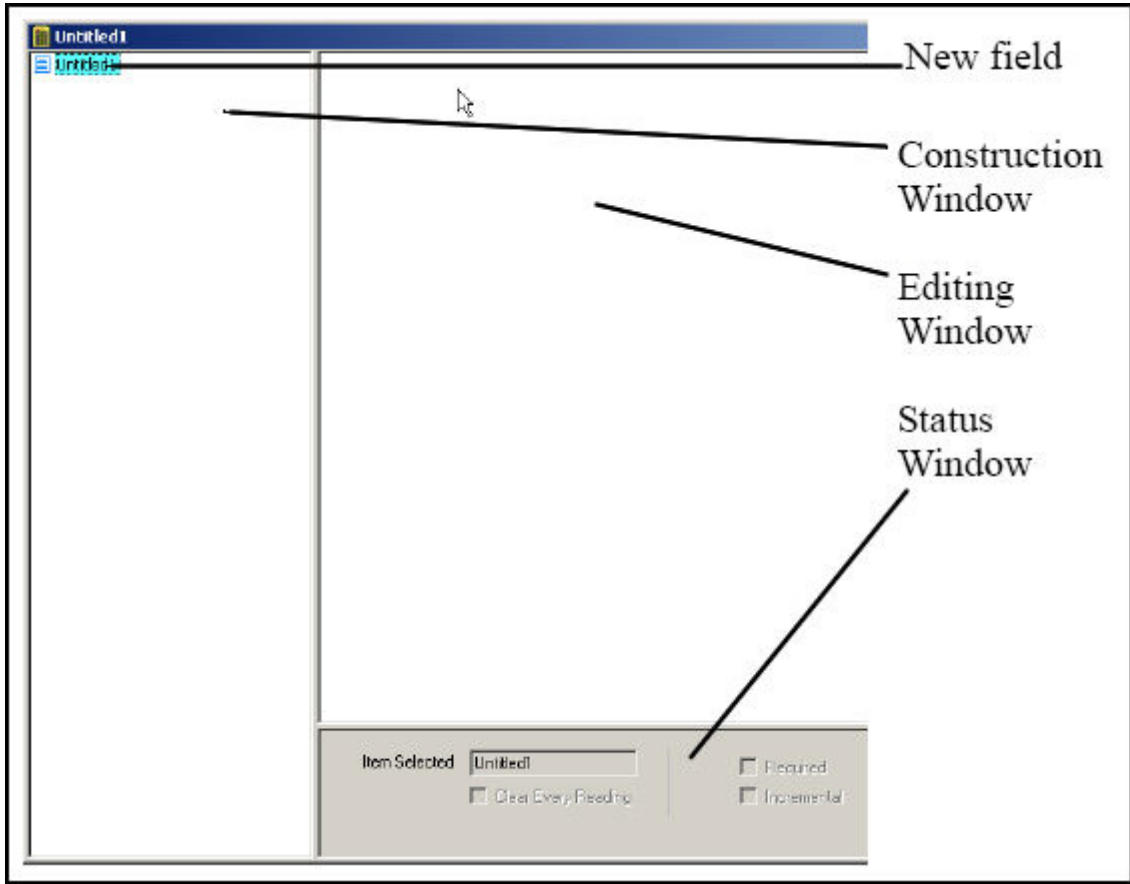 Untitled1
Untitled1
New field
Construction
Window
Editing
Window
Status
Window
Item Selected
Untitled1
Required
Clear Every Reading
Incremental